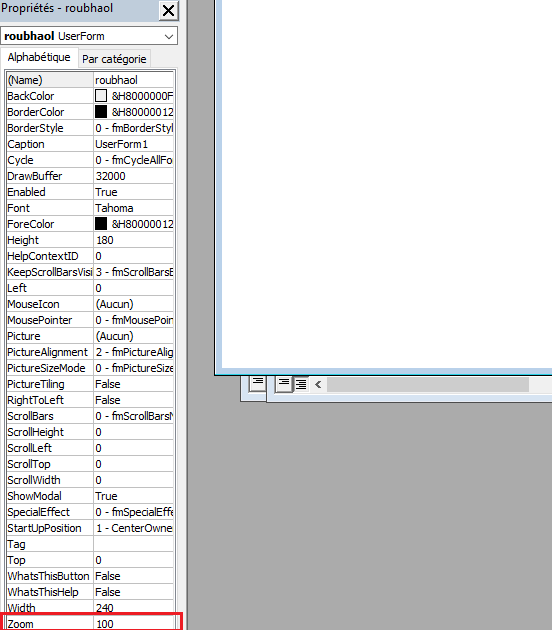 Propriétés - roubhaol
roubhaol UserForm
Alphabétique Par catégorie
(Name) roubhaol
BackColor &H8000000F
BorderColor &H80000012
BorderStyle 0 - fmBorderStyl
Caption UserForm1
Cycle 0 - fmCycleAllFo
DrawBuffer 32000
Enabled True
Font Tahoma
ForeColor &H80000012
Height 180
HelpContextID 0
KeepScrollBarsVisi 3 - fmScrollBarsB
Left 0
MouseIcon (Aucun)
MousePointer 0 - fmMousePoin
Picture (Aucun)
PictureAlignment 2 - fmPictureAlig
PictureSizeMode 0 - fmPictureSize
PictureTiling False
RightToLeft False
ScrollBars 0 - fmScrollBarsN
ScrollHeight 0
ScrollLeft 0
ScrollTop 0
ScrollWidth 0
ShowModal True
SpecialEffect 0 - fmSpecialEffe
StartUpPosition 1 - CenterOwne
Tag
Top 0
WhatsThisButton False
WhatsThisHelp False
Width 240
Zoom 100